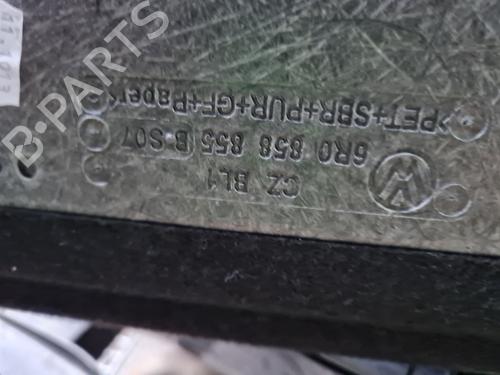 CZ BL1
6R0 858 855 B S07
>PET+SBR+PUR+GF+Paper
B-PARTS